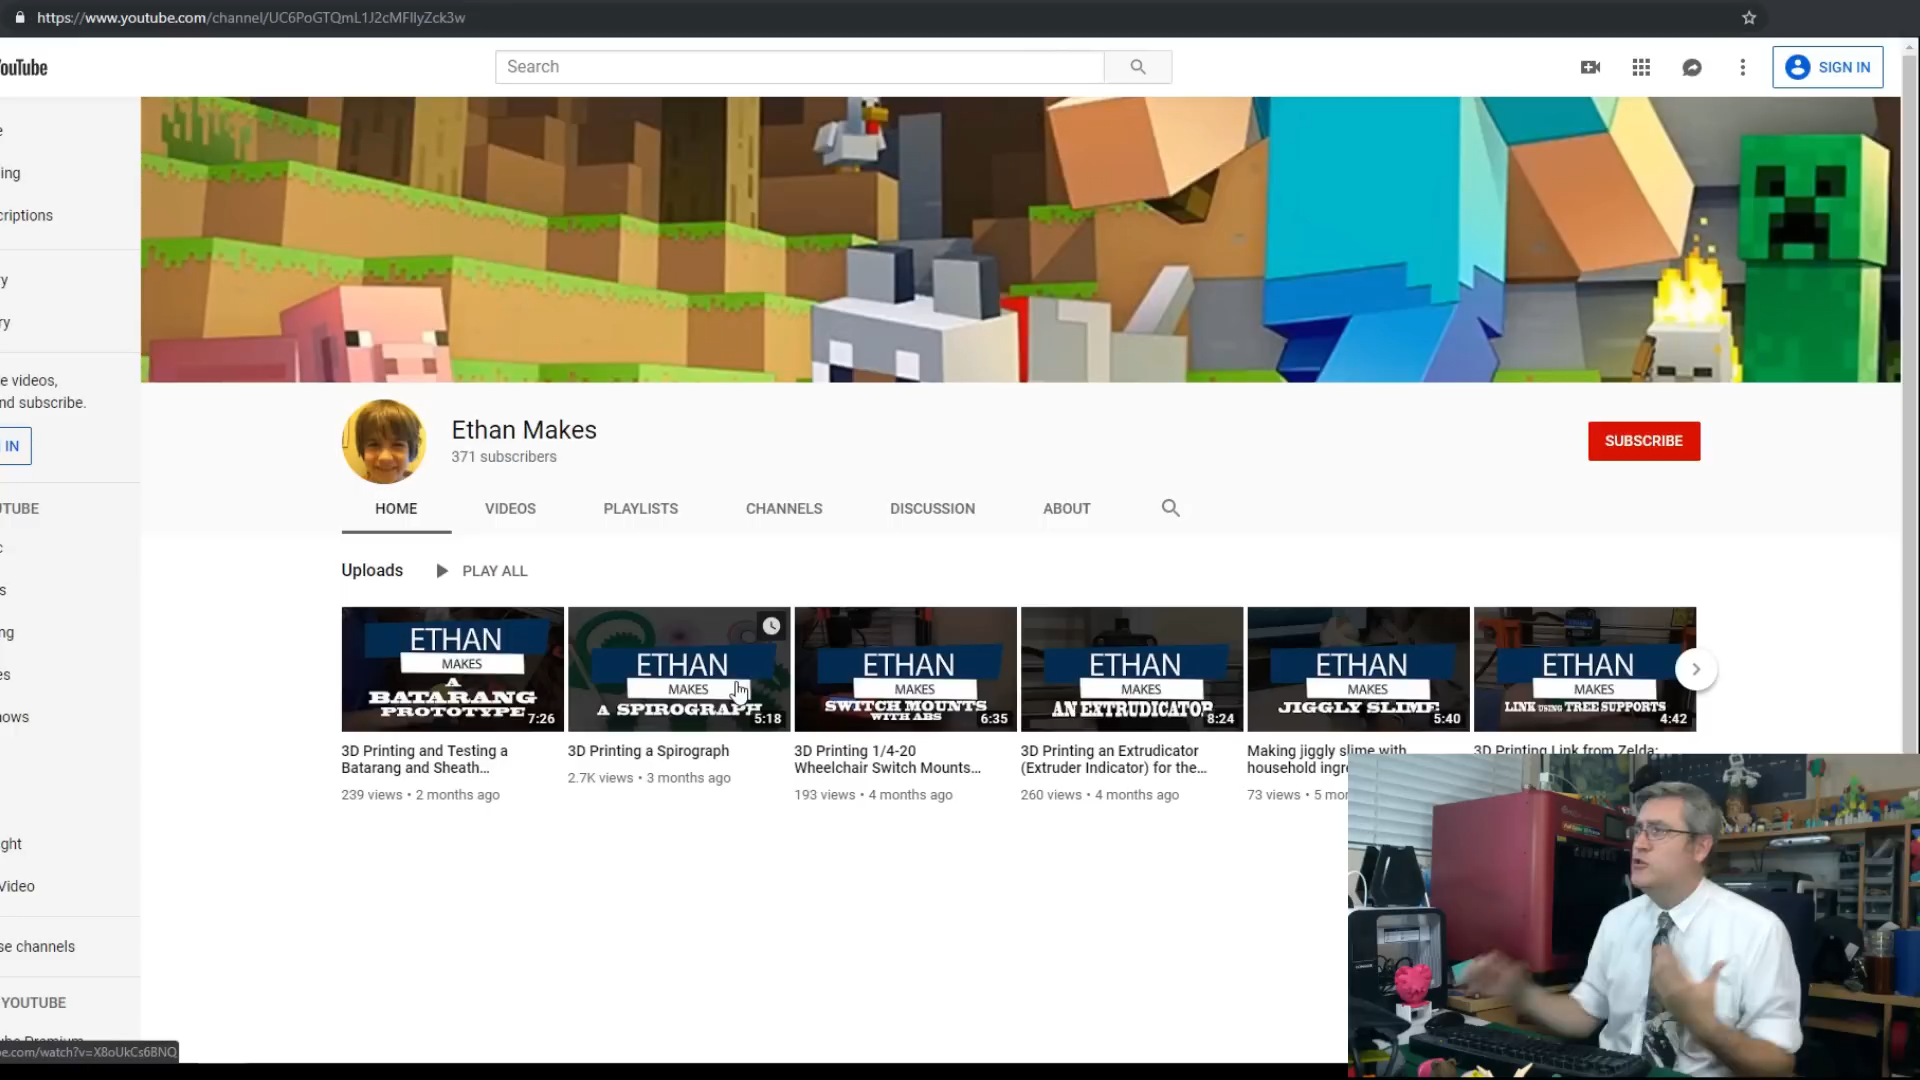 https://www.youtube.com/channel/UC6PoGTQmL1J2cMFIlyZck3w
ouTube
Search
SIGN IN
e
ing
criptions
y
ry
e videos,
nd subscribe.
IN
Ethan Makes
371 subscribers
SUBSCRIBE
HOME VIDEOS PLAYLISTS CHANNELS DISCUSSION ABOUT
UTUBE
c
s
ng
es
ows
ght
Video
se channels
YOUTUBE
Uploads PLAY ALL
ETHAN MAKES A BATARANG PROTOTYPE 7:26
ETHAN MAKES A SPIROGRAPH 5:18
ETHAN MAKES SWITCH MOUNTS WITH ABS 6:35
ETHAN MAKES AN EXTRUDICATOR 8:24
ETHAN MAKES JIGGLY SLIME 5:40
ETHAN MAKES LINK USING TREE SUPPORTS 4:42
3D Printing and Testing a
Batarang and Sheath...
239 views • 2 months ago
3D Printing a Spirograph
2.7K views • 3 months ago
3D Printing 1/4-20
Wheelchair Switch Mounts...
193 views • 4 months ago
3D Printing an Extrudicator
(Extruder Indicator) for the...
260 views • 4 months ago
Making jiggly slime with
household ingre
73 views • 5 mon
3D Printing Link from Zelda:
be.com/watch?v=X8oUkCs6BNQ